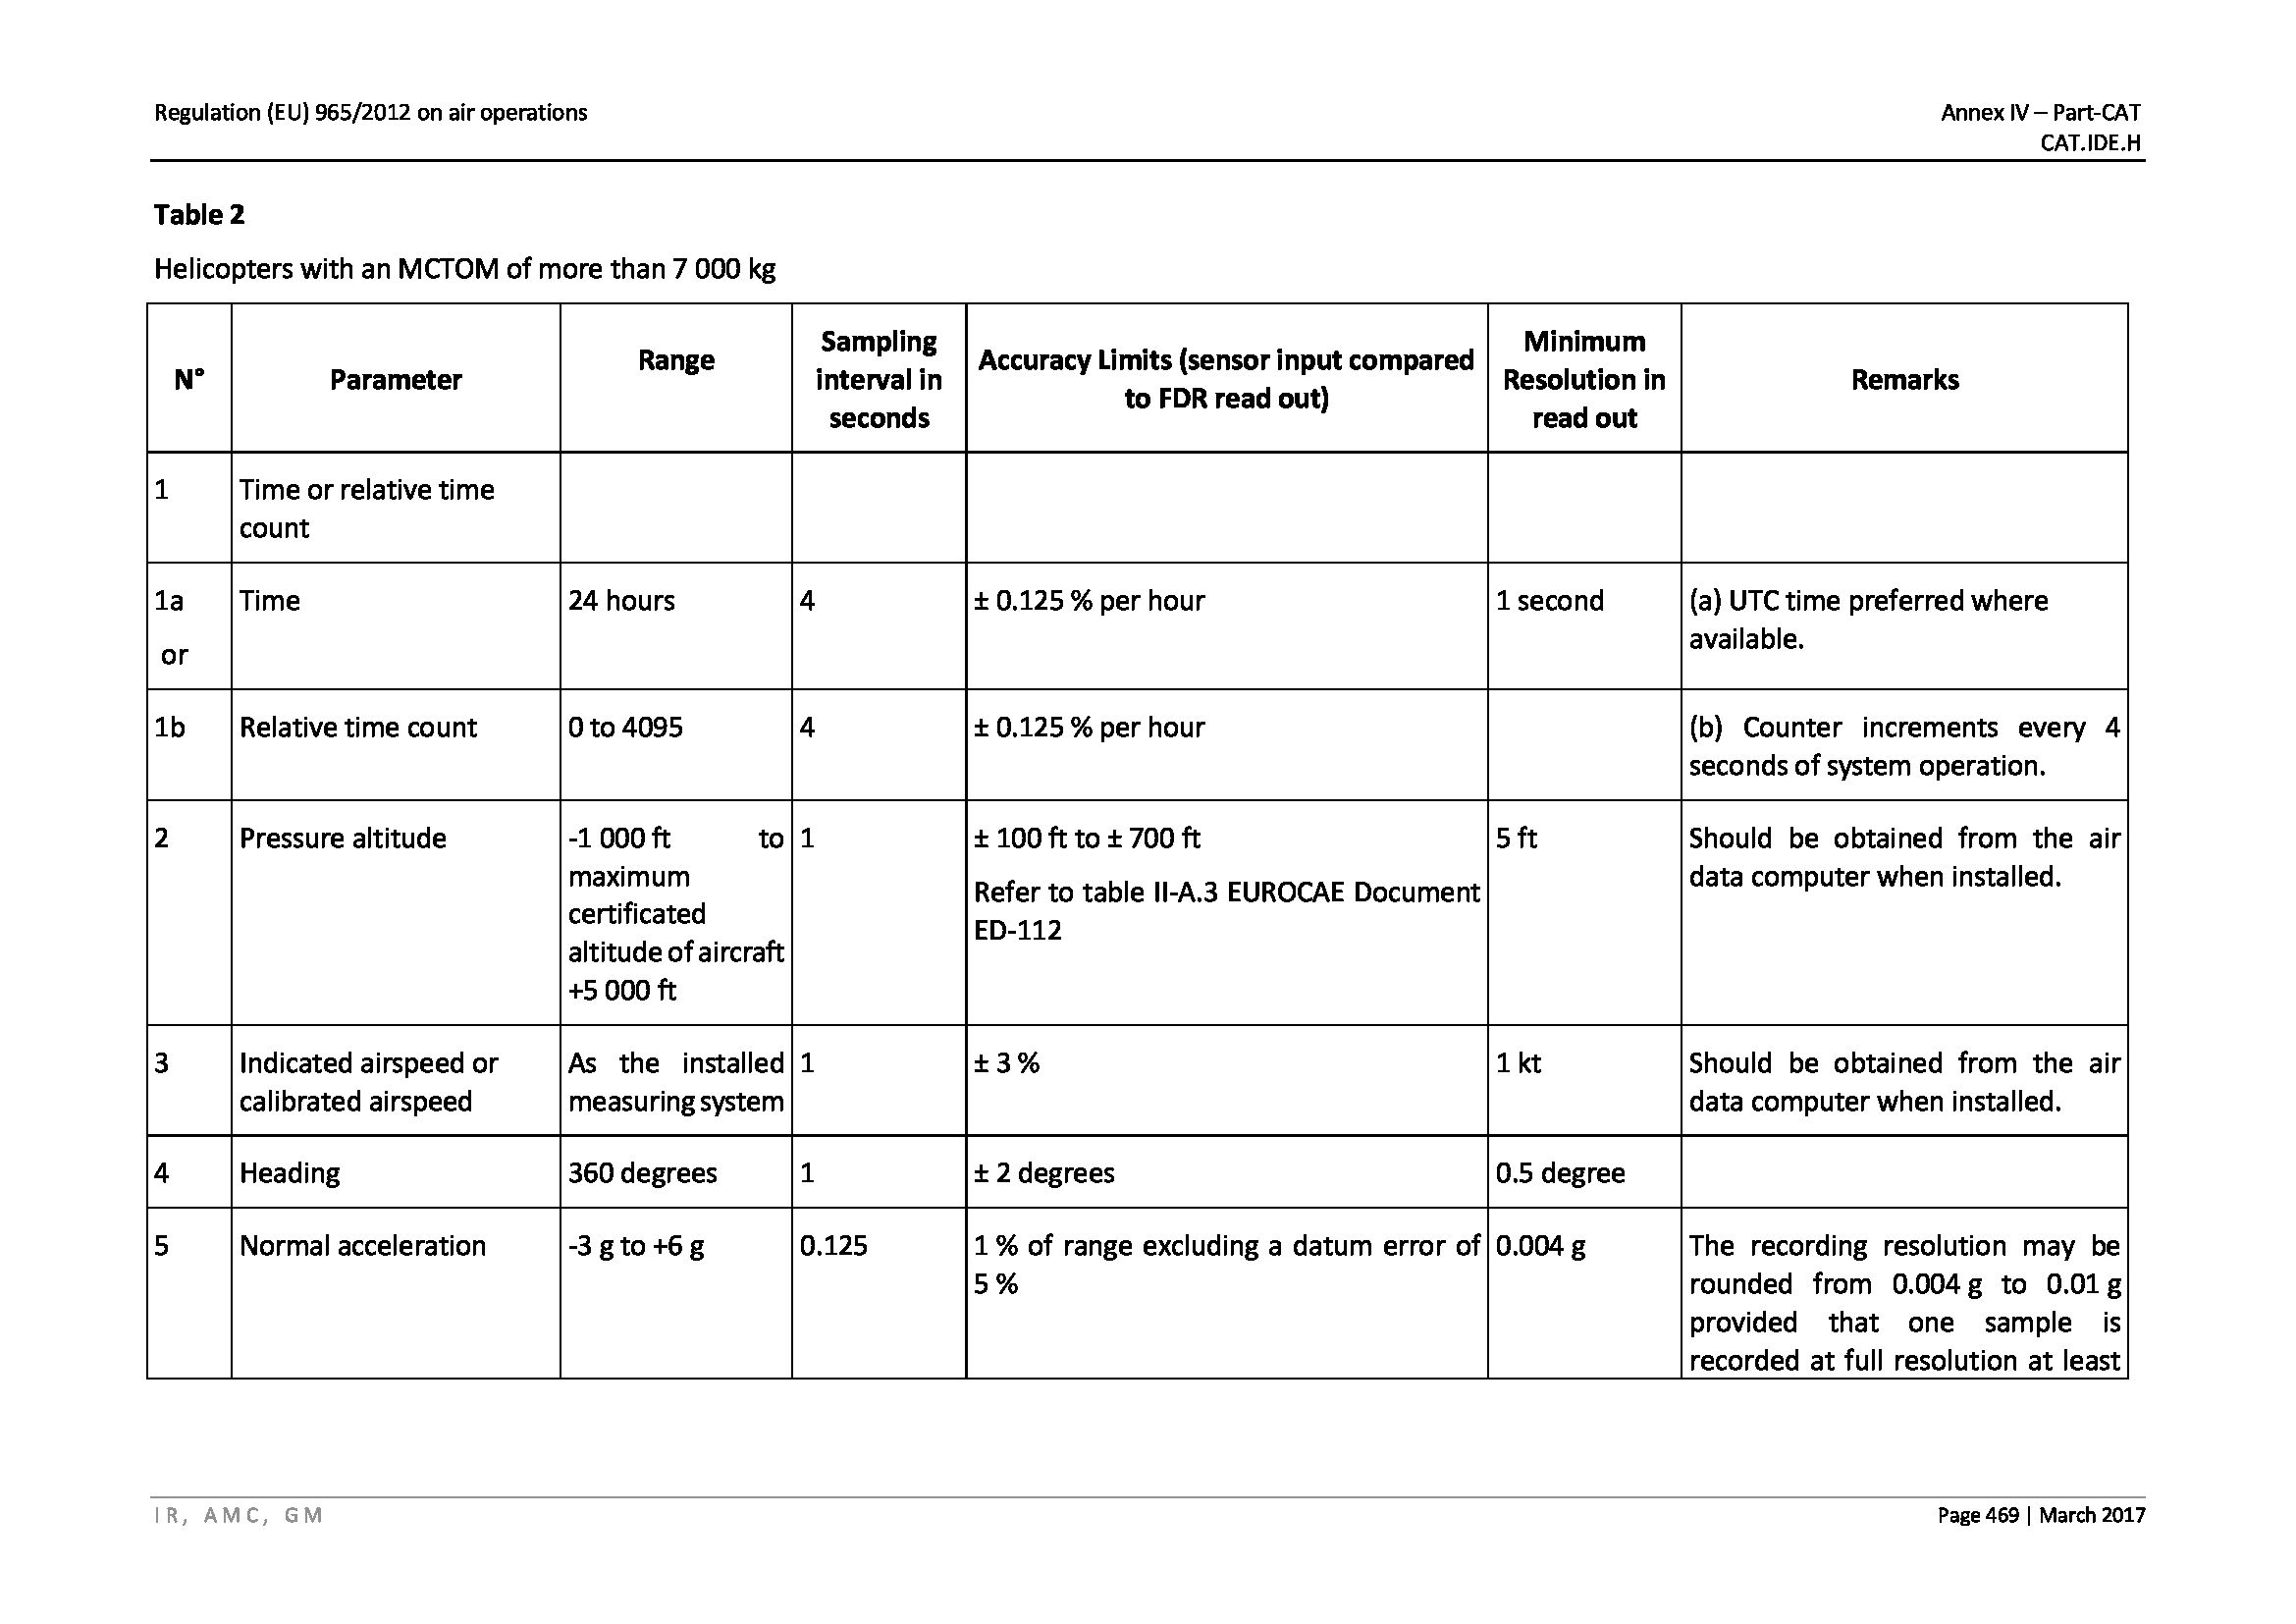 Regulation (EU) 965/2012 on air operations
Annex IV – Part-CAT
CAT.IDE.H
Table 2
Helicopters with an MCTOM of more than 7 000 kg
N°
Parameter
Range
Sampling
interval in
seconds
Accuracy Limits (sensor input compared
to FDR read out)
Minimum
Resolution in
read out
Remarks
1
Time or relative time
count
1a
or
Time
24 hours
4
± 0.125 % per hour
1 second
(a) UTC time preferred where
available.
1b
Relative time count
0 to 4095
4
± 0.125 % per hour
(b) Counter increments every 4
seconds of system operation.
2
Pressure altitude
-1 000 ft to
maximum
certificated
altitude of aircraft
+5 000 ft
1
± 100 ft to ± 700 ft
Refer to table II-A.3 EUROCAE Document
ED-112
5 ft
Should be obtained from the air
data computer when installed.
3
Indicated airspeed or
calibrated airspeed
As the installed
measuring system
1
± 3 %
1 kt
Should be obtained from the air
data computer when installed.
4
Heading
360 degrees
1
± 2 degrees
0.5 degree
5
Normal acceleration
-3 g to +6 g
0.125
1 % of range excluding a datum error of
5 %
0.004 g
The recording resolution may be
rounded from 0.004 g to 0.01 g
provided that one sample is
recorded at full resolution at least
IR, AMC, GM
Page 469 | March 2017